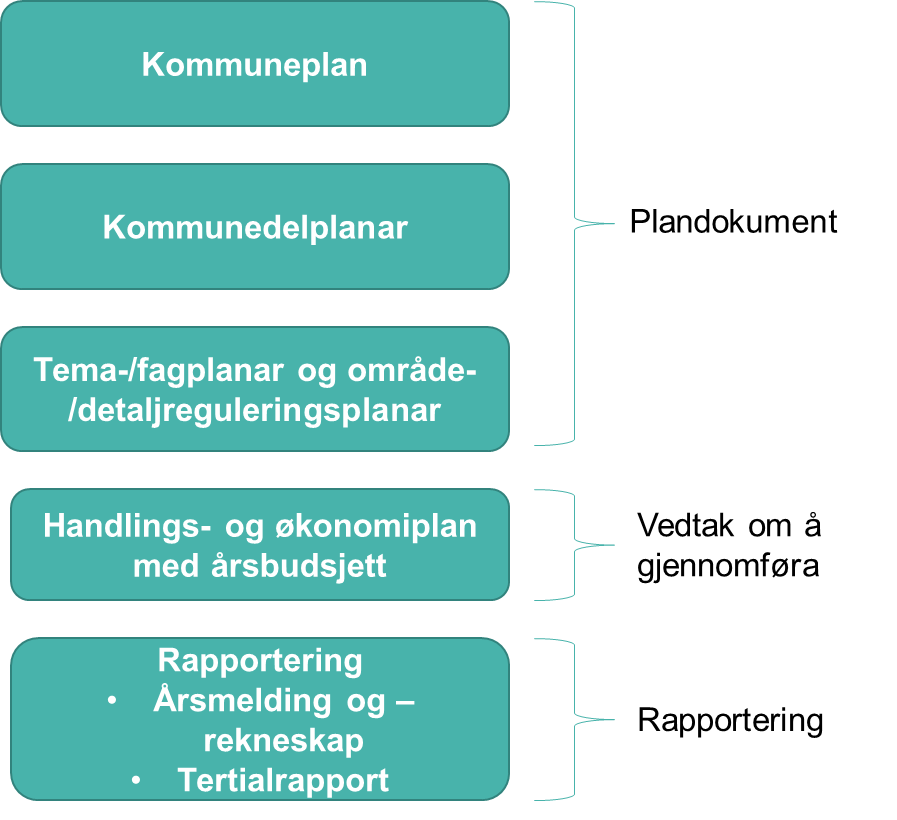 Kommuneplan
Kommunedelplanar
Plandokument
Tema-/fagplanar og område-
/detaljreguleringsplanar
Handlings- og økonomiplan
med årsbudsjett
Vedtak om å
gjennomføra
Rapportering
• Årsmelding og –
rekneskap
• Tertialrapport
Rapportering